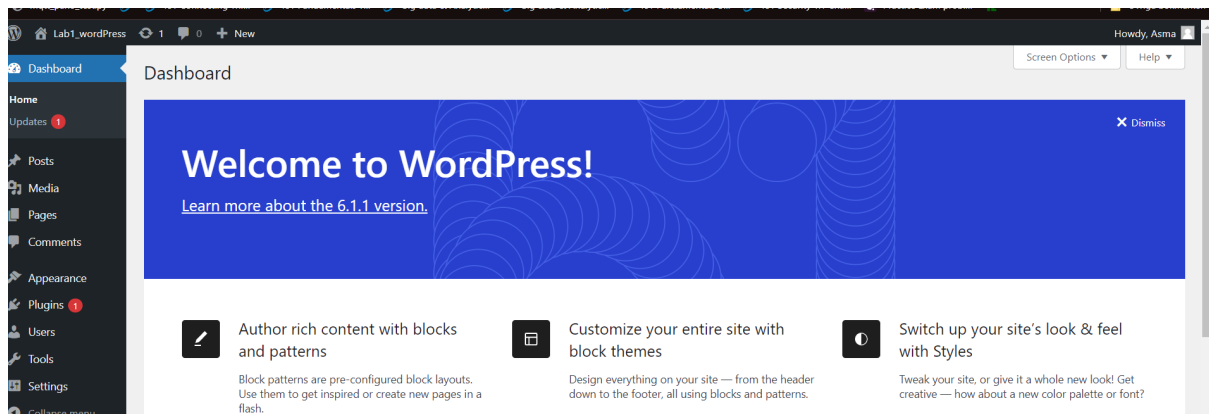 Lab1_wordPress 1 0 + New Howdy, Asma
Dashboard
Dashboard
Screen Options ▼ Help ▼
Home
Updates 1
Dismiss
Welcome to WordPress!
Learn more about the 6.1.1 version.
Posts
Media
Pages
Comments
Appearance
Plugins 1
Users
Tools
Settings
Collapse menu
Author rich content with blocks
and patterns
Block patterns are pre-configured block layouts.
Use them to get inspired or create new pages in a
flash.
Customize your entire site with
block themes
Design everything on your site — from the header
down to the footer, all using blocks and patterns.
Switch up your site’s look & feel
with Styles
Tweak your site, or give it a whole new look! Get
creative — how about a new color palette or font?